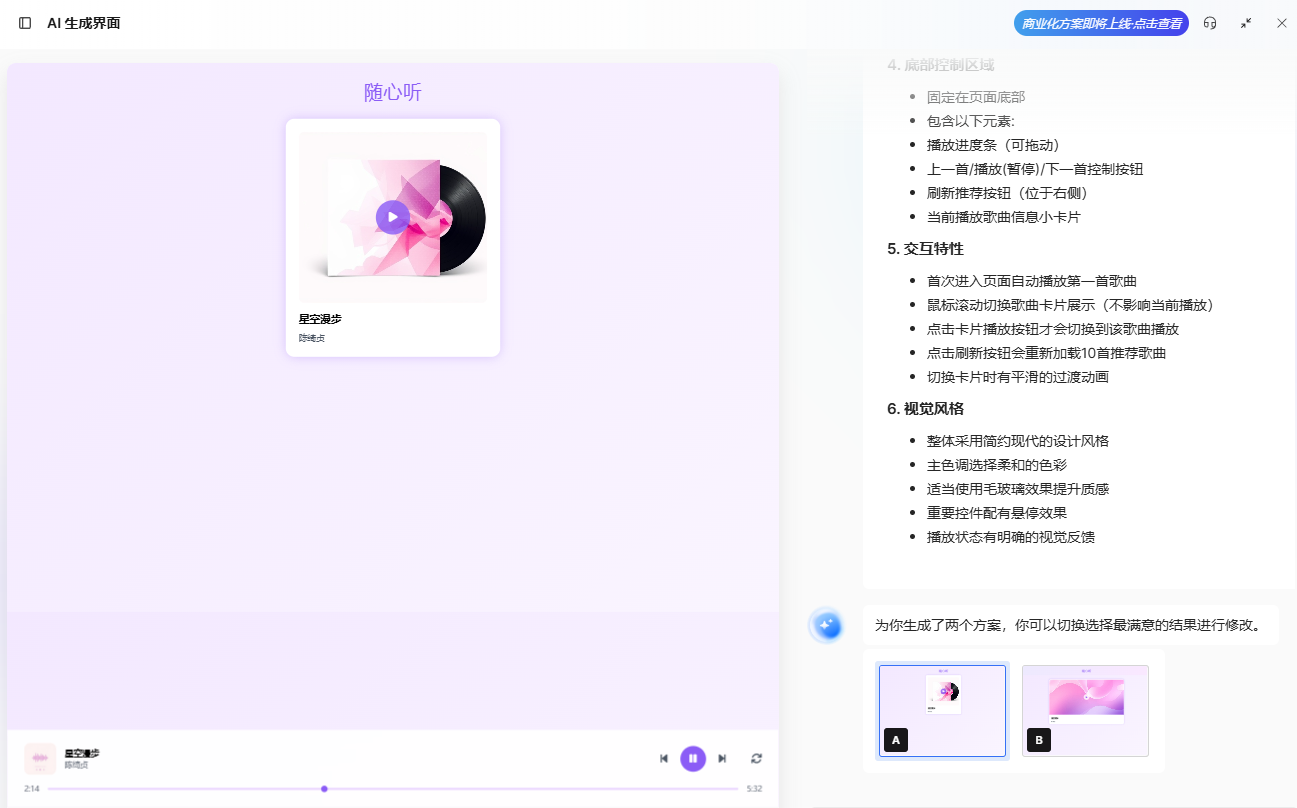 AI 生成界面
商业化方案即将上线·点击查看
随心听
星空漫步
陈绮贞
星空漫步
陈绮贞
2:14
5:32
4. 底部控制区域
固定在页面底部
包含以下元素:
播放进度条（可拖动）
上一首/播放(暂停)/下一首控制按钮
刷新推荐按钮（位于右侧）
当前播放歌曲信息小卡片
5. 交互特性
首次进入页面自动播放第一首歌曲
鼠标滚动切换歌曲卡片展示（不影响当前播放）
点击卡片播放按钮才会切换到该歌曲播放
点击刷新按钮会重新加载10首推荐歌曲
切换卡片时有平滑的过渡动画
6. 视觉风格
整体采用简约现代的设计风格
主色调选择柔和的色彩
适当使用毛玻璃效果提升质感
重要控件配有悬停效果
播放状态有明确的视觉反馈
为你生成了两个方案，你可以切换选择最满意的结果进行修改。
A
B